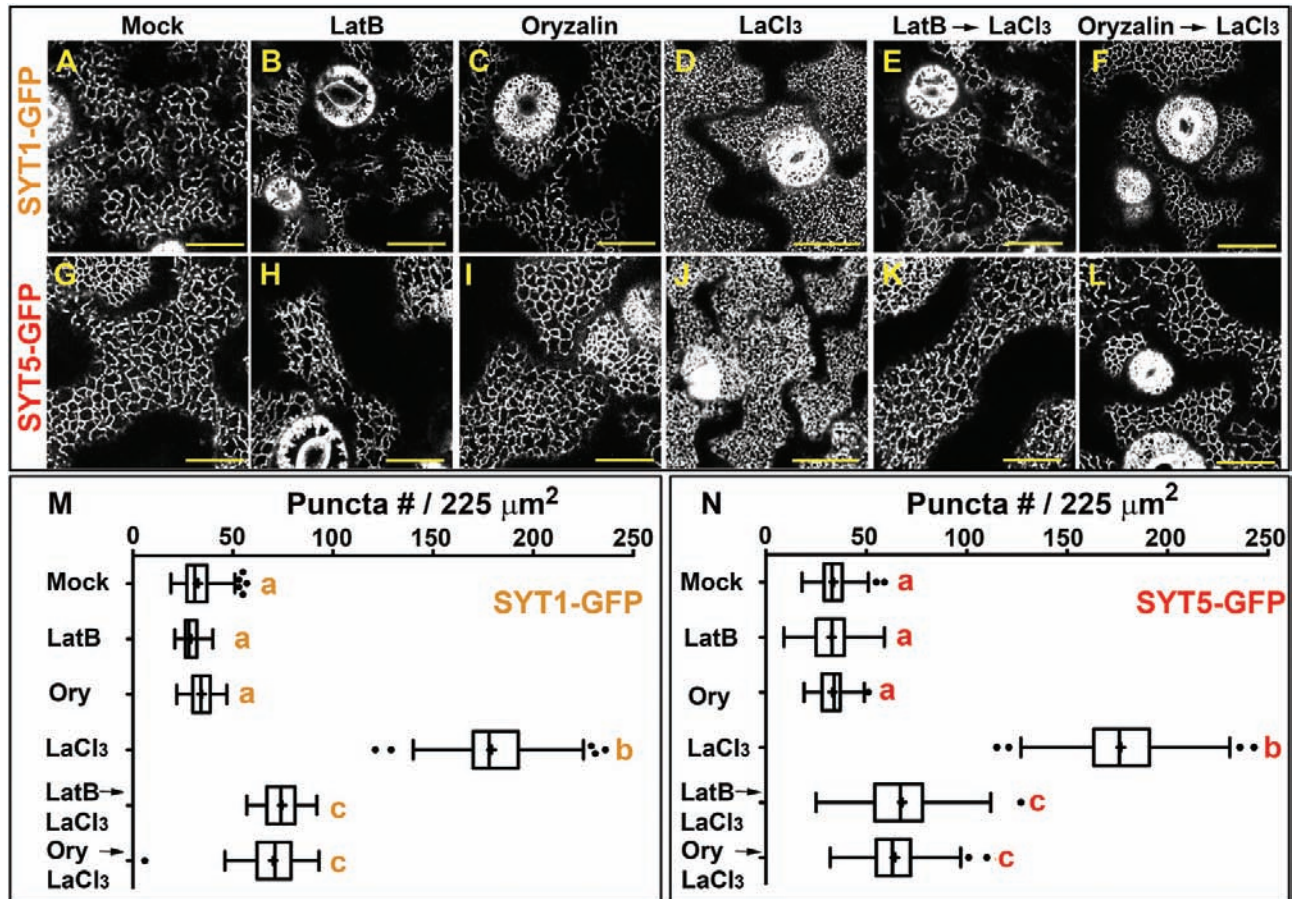 Mock LatB Oryzalin LaCl₃ LatB → LaCl₃ Oryzalin → LaCl₃
SYT1-GFP
A B C D E F
SYT5-GFP
G H I J K L
M Puncta # / 225 μm²
0 50 100 150 200 250
Mock a SYT1-GFP
LatB a
Ory a
LaCl₃ b
LatB→
LaCl₃ c
Ory →
LaCl₃ c
N Puncta # / 225 μm²
0 50 100 150 200 250
Mock a SYT5-GFP
LatB a
Ory a
LaCl₃ b
LatB→
LaCl₃ c
Ory →
LaCl₃ c